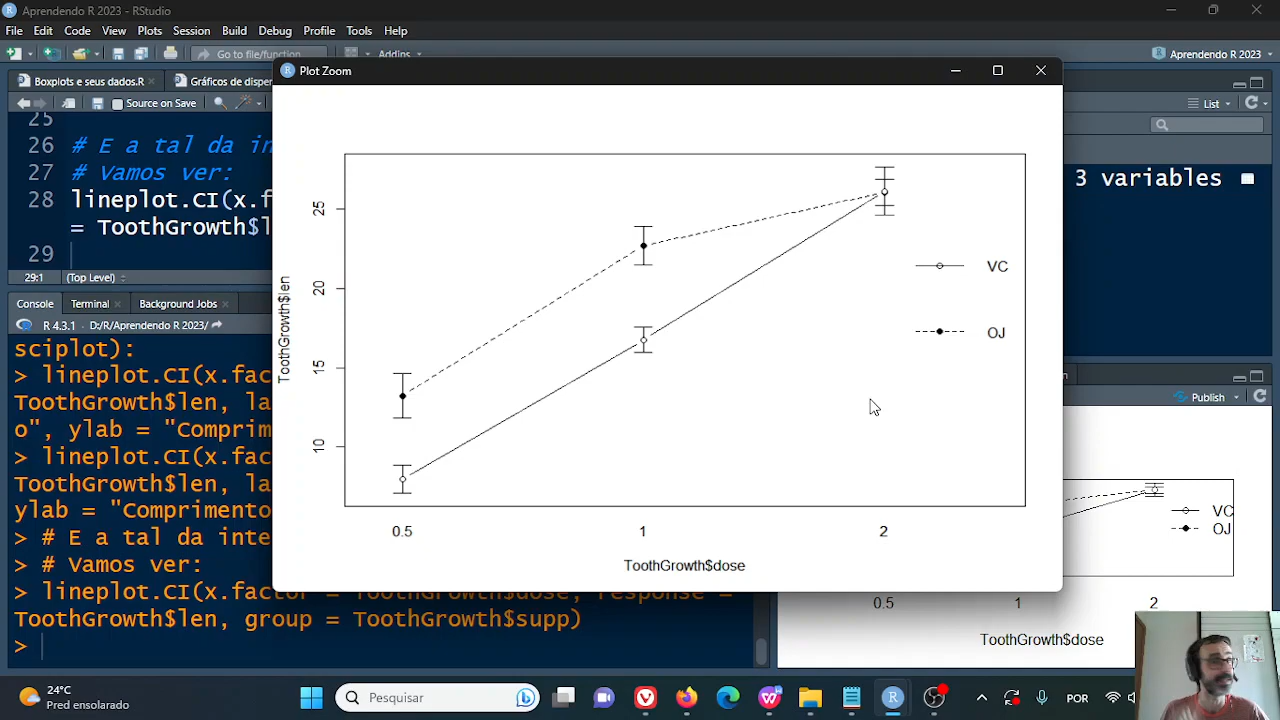 Aprendendo R 2023 - RStudio
File Edit Code View Plots Session Build Debug Profile Tools Help
Go to file/function Addins Aprendendo R 2023
Boxplots e seus dados.R Gráficos de disper
Source on Save List
25
26 # E a tal da in
27 # Vamos ver:
28 lineplot.CI(x.f
= ToothGrowth$l
29
29:1 (Top Level)
Console Terminal Background Jobs
R 4.3.1 · D:/R/Aprendendo R 2023/
sciplot):
> lineplot.CI(x.fac
ToothGrowth$len, la
o", ylab = "Comprim
> lineplot.CI(x.fac
ToothGrowth$len, la
ylab = "Comprimento
> # E a tal da inte
> # Vamos ver:
> lineplot.CI(x.factor = ToothGrowth$dose, response =
ToothGrowth$len, group = ToothGrowth$supp)
>
Plot Zoom
ToothGrowth$len
25
20
15
10
0.5 1 2
ToothGrowth$dose
VC
OJ
3 variables
Publish
VC
OJ
0.5 1 2
ToothGrowth$dose
24°C
Pred ensolarado
Pesquisar
POR